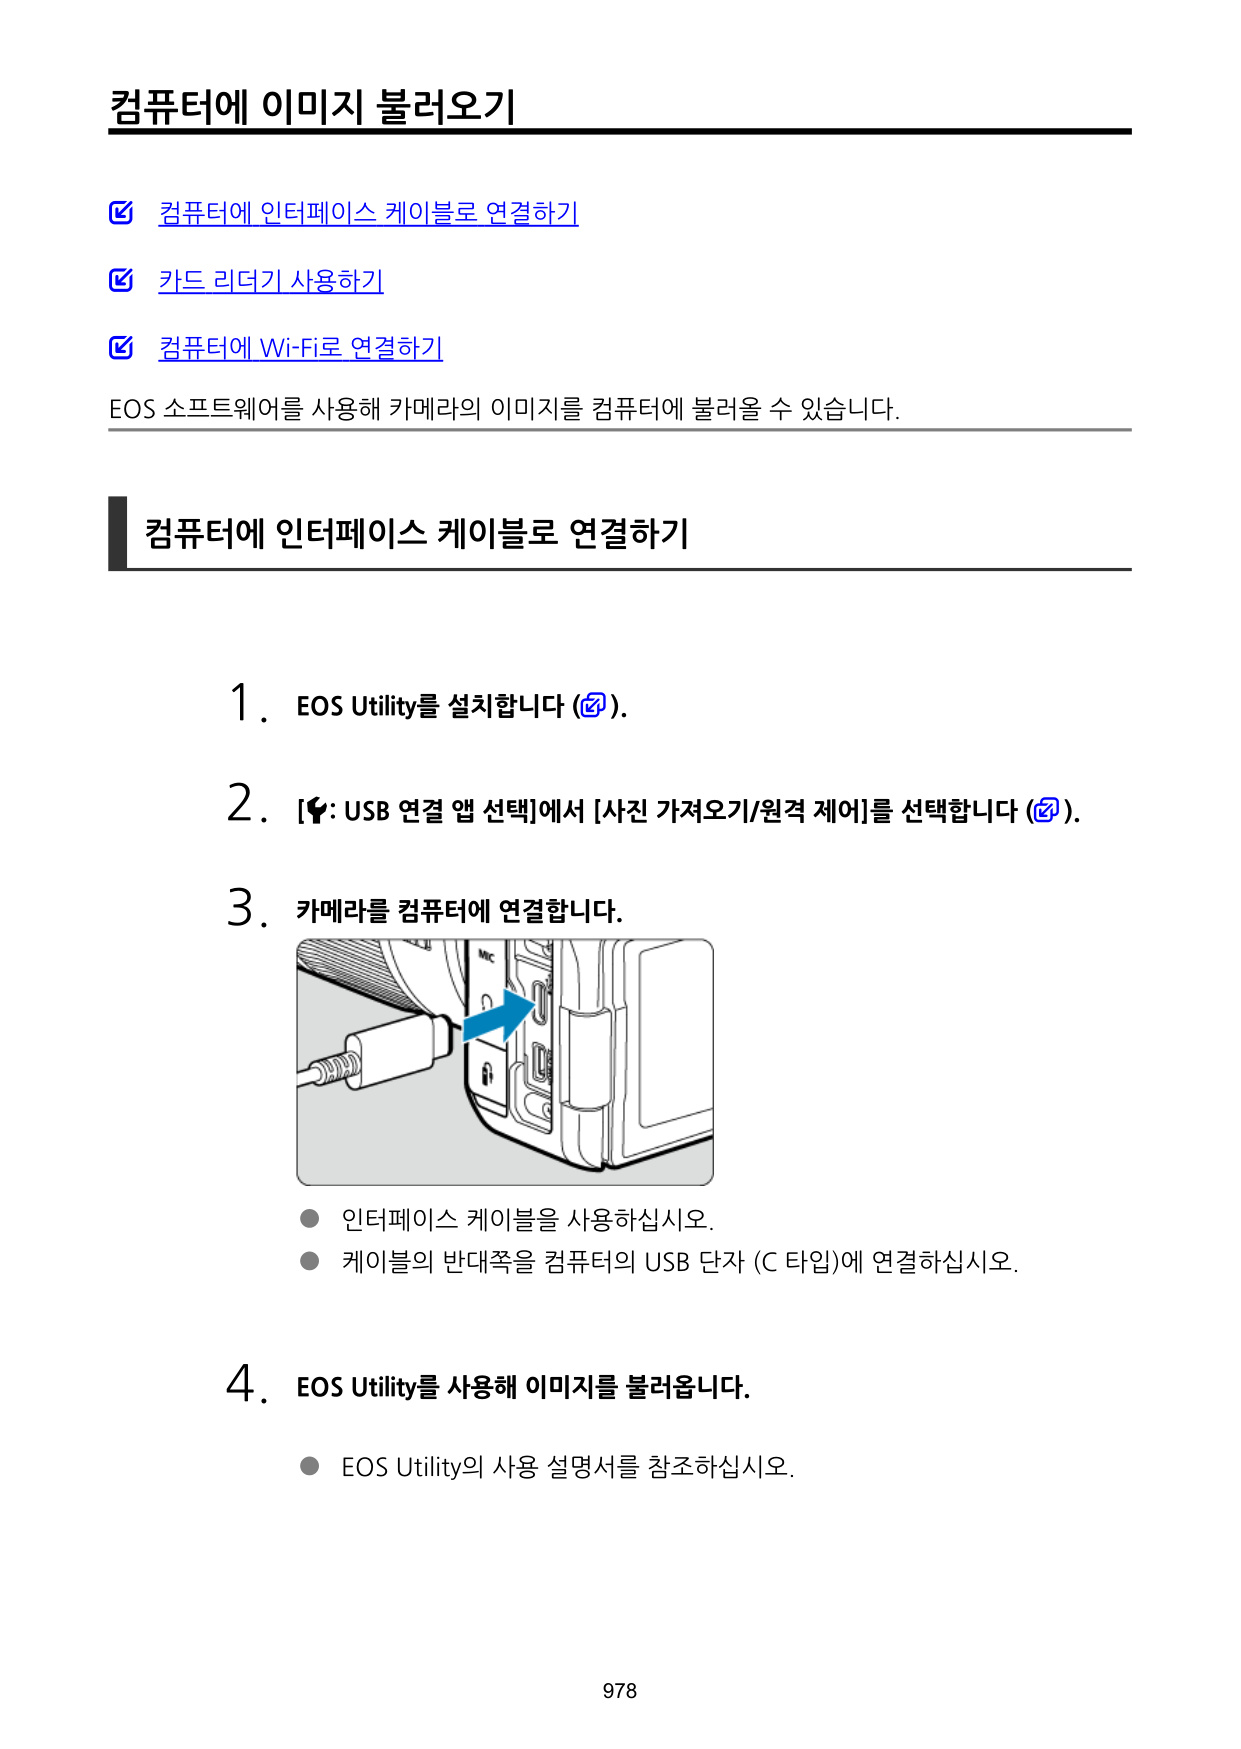 컴퓨터에 이미지 불러오기
컴퓨터에 인터페이스 케이블로 연결하기
카드 리더기 사용하기
컴퓨터에 Wi-Fi로 연결하기
EOS 소프트웨어를 사용해 카메라의 이미지를 컴퓨터에 불러올 수 있습니다.
컴퓨터에 인터페이스 케이블로 연결하기
1. EOS Utility를 설치합니다 ( ).
2. [ : USB 연결 앱 선택]에서 [사진 가져오기/원격 제어]를 선택합니다 ( ).
3. 카메라를 컴퓨터에 연결합니다.
MIC
● 인터페이스 케이블을 사용하십시오.
● 케이블의 반대쪽을 컴퓨터의 USB 단자 (C 타입)에 연결하십시오.
4. EOS Utility를 사용해 이미지를 불러옵니다.
● EOS Utility의 사용 설명서를 참조하십시오.
978